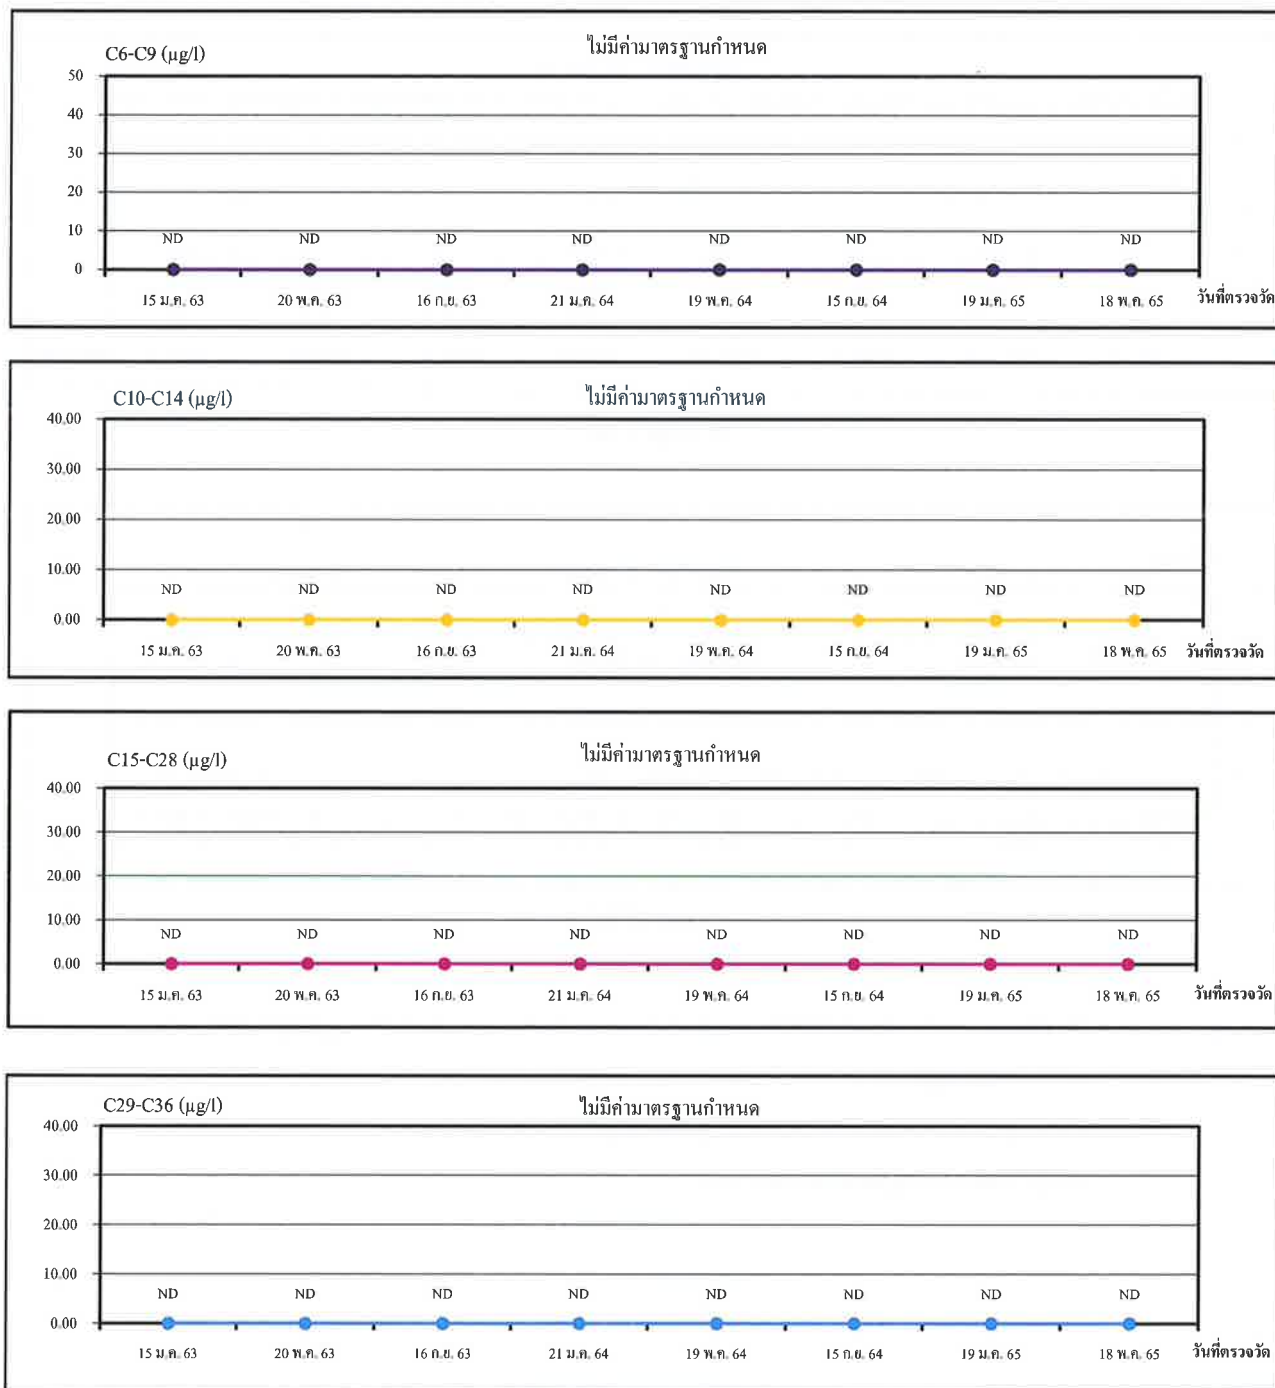 C6-C9 (µg/l) ไม่มีค่ามาตรฐานกำหนด
50
40
30
20
10
ND ND ND ND ND ND ND ND
0
15 ม.ค. 63 20 พ.ค. 63 16 ก.ย. 63 21 ม.ค. 64 19 พ.ค. 64 15 ก.ย. 64 19 ม.ค. 65 18 พ.ค. 65 วันที่ตรวจวัด
C10-C14 (µg/l) ไม่มีค่ามาตรฐานกำหนด
40.00
30.00
20.00
10.00
ND ND ND ND ND ND ND ND
0.00
15 ม.ค. 63 20 พ.ค. 63 16 ก.ย. 63 21 ม.ค. 64 19 พ.ค. 64 15 ก.ย. 64 19 ม.ค. 65 18 พ.ค. 65 วันที่ตรวจวัด
C15-C28 (µg/l) ไม่มีค่ามาตรฐานกำหนด
40.00
30.00
20.00
10.00
ND ND ND ND ND ND ND ND
0.00
15 ม.ค. 63 20 พ.ค. 63 16 ก.ย. 63 21 ม.ค. 64 19 พ.ค. 64 15 ก.ย. 64 19 ม.ค. 65 18 พ.ค. 65 วันที่ตรวจวัด
C29-C36 (µg/l) ไม่มีค่ามาตรฐานกำหนด
40.00
30.00
20.00
10.00
ND ND ND ND ND ND ND ND
0.00
15 ม.ค. 63 20 พ.ค. 63 16 ก.ย. 63 21 ม.ค. 64 19 พ.ค. 64 15 ก.ย. 64 19 ม.ค. 65 18 พ.ค. 65 วันที่ตรวจวัด